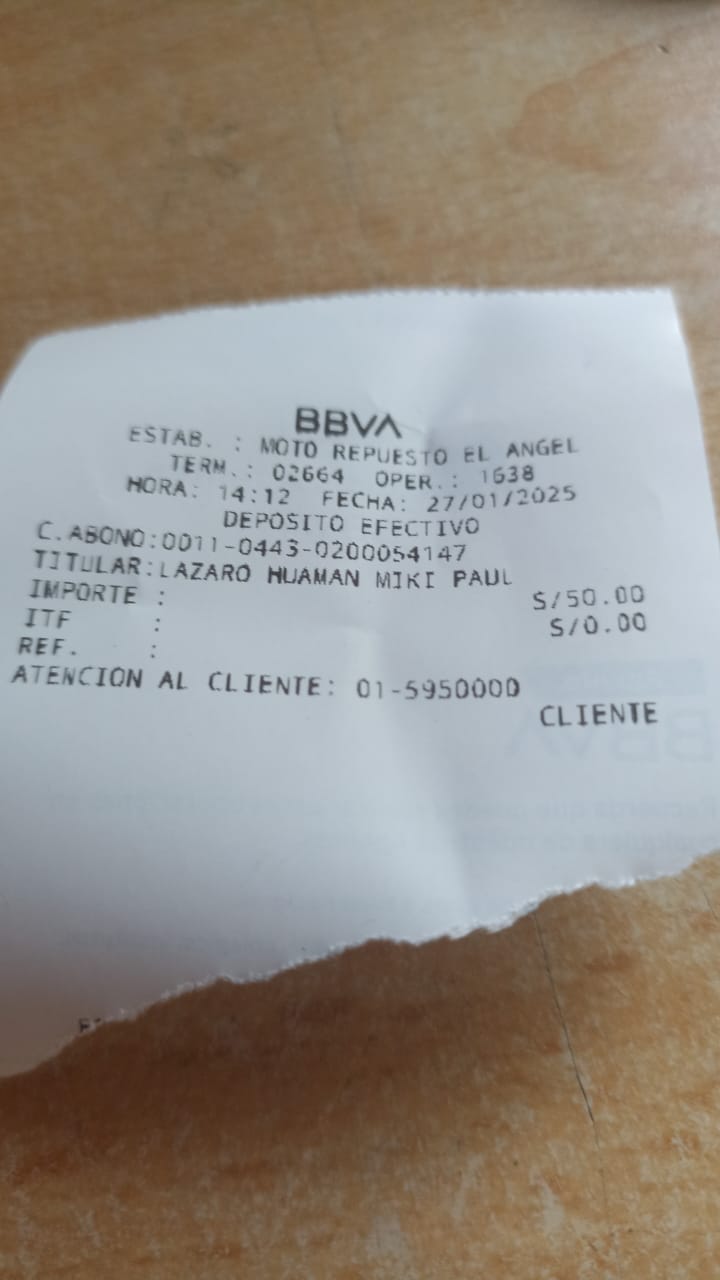 BBVA
ESTAB. : MOTO REPUESTO EL ANGEL
TERM.: 02664 OPER.: 1638
HORA: 14:12 FECHA: 27/01/2025
DEPOSITO EFECTIVO
C.ABONO:0011-0443-0200054147
TITULAR:LAZARO HUAMAN MIKI PAUL
IMPORTE : S/50.00
ITF : S/0.00
REF. :
ATENCION AL CLIENTE: 01-5950000
CLIENTE
BBVA